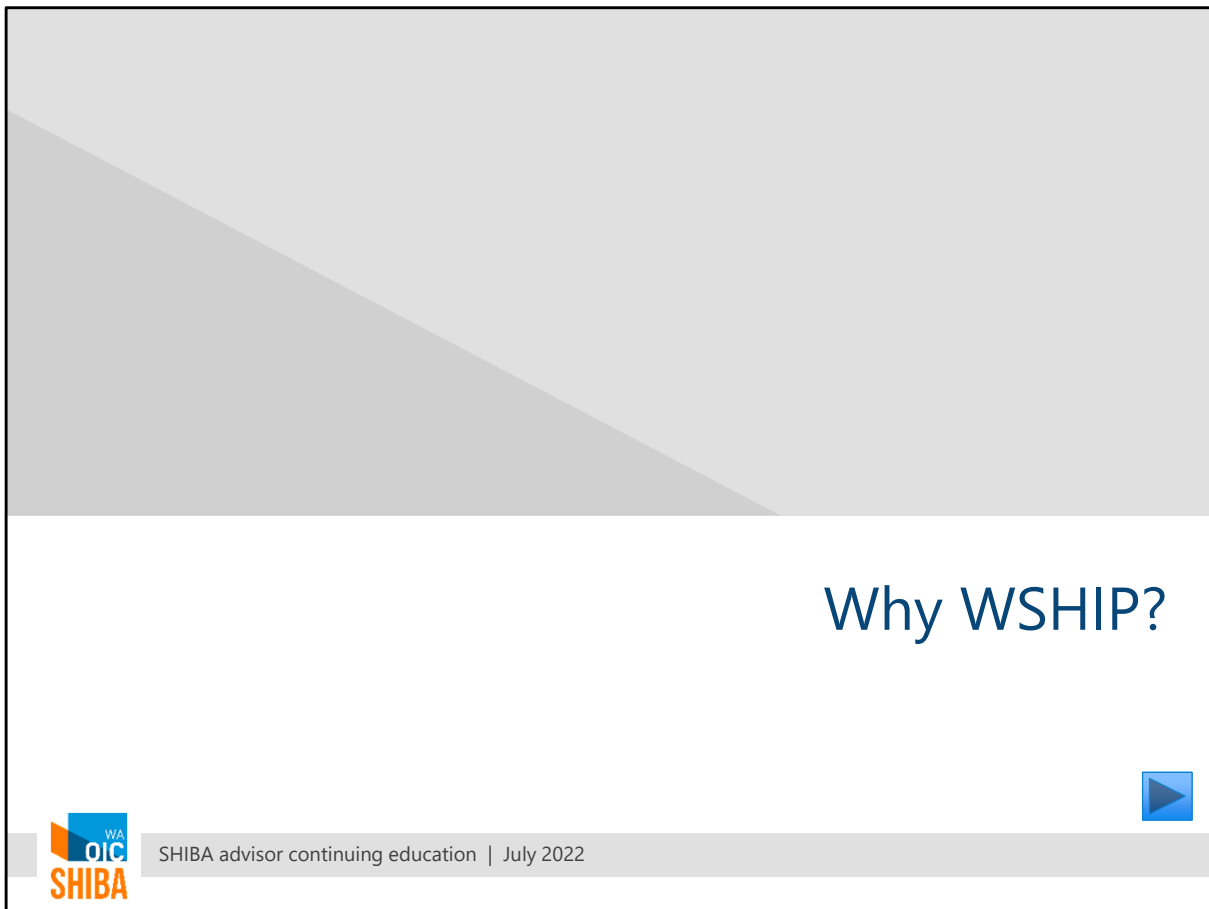 Why WSHIP?
WA
OIC
SHIBA
SHIBA advisor continuing education | July 2022